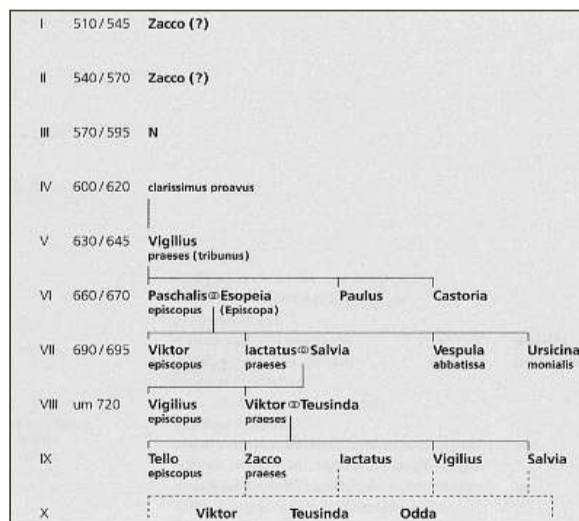 I 510/545 Zacco (?)
II 540/570 Zacco (?)
III 570/595 N
IV 600/620 clarissimus proavus
V 630/645 Vigilius
praeses (tribunus)
VI 660/670 Paschalis⚭Esopeia Paulus Castoria
episcopus (Episcopa)
VII 690/695 Viktor Iactatus⚭Salvia Vespula Ursicina
episcopus praeses abbatissa monialis
VIII um 720 Vigilius Viktor⚭Teusinda
episcopus praeses
IX Tello Zacco Iactatus Vigilius Salvia
episcopus praeses
X Viktor Teusinda Odda